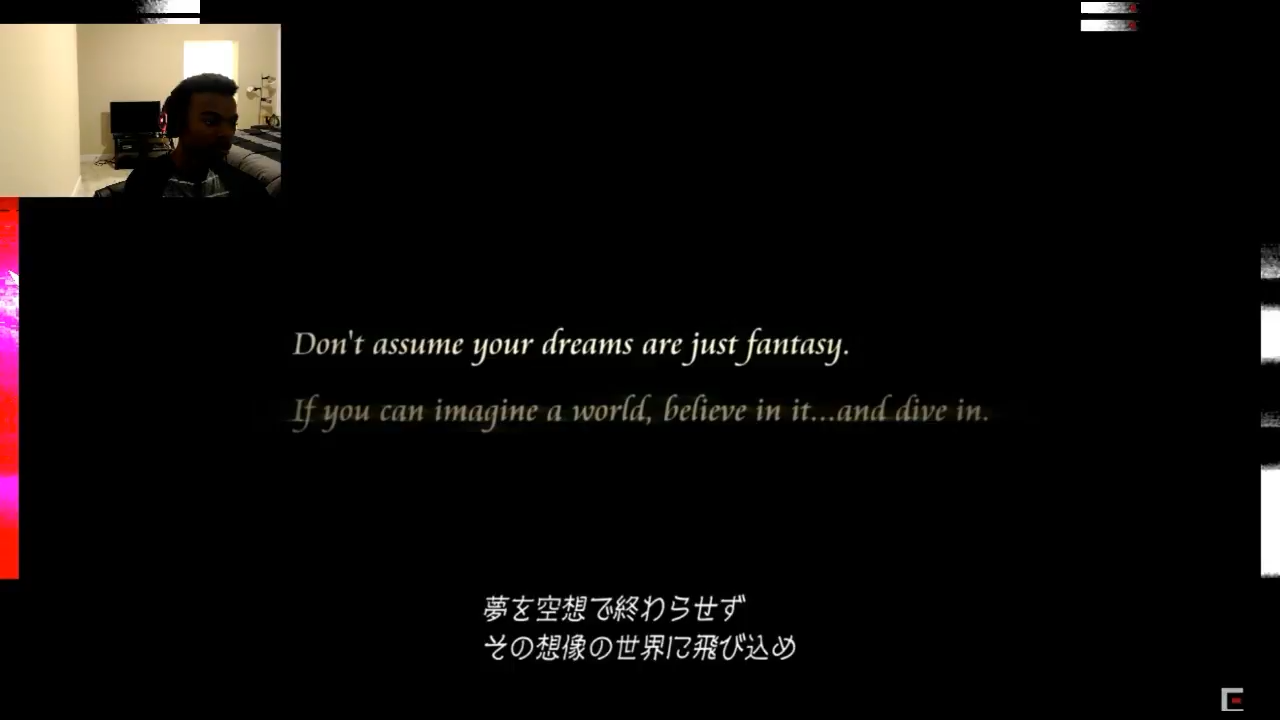 Don't assume your dreams are just fantasy.
If you can imagine a world, believe in it...and dive in.
夢を空想で終わらせず
その想像の世界に飛び込め